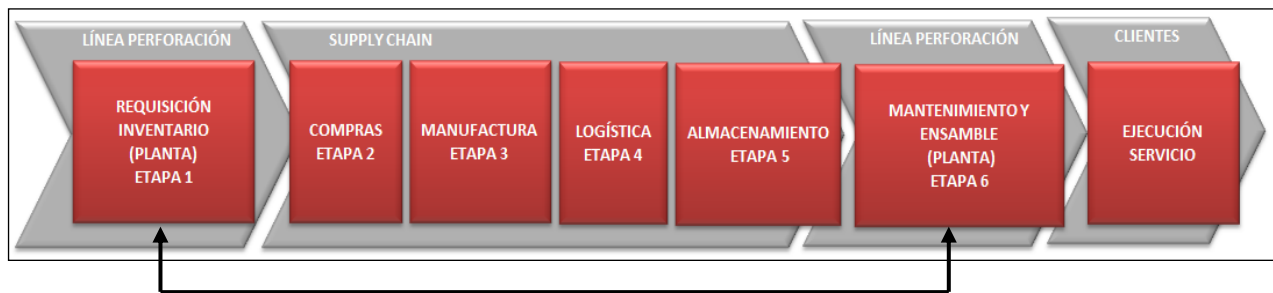 LÍNEA PERFORACIÓN
REQUISICIÓN
INVENTARIO
(PLANTA)
ETAPA 1
SUPPLY CHAIN
COMPRAS
ETAPA 2
MANUFACTURA
ETAPA 3
LOGÍSTICA
ETAPA 4
ALMACENAMIENTO
ETAPA 5
LÍNEA PERFORACIÓN
MANTENIMIENTO Y
ENSAMBLE
(PLANTA)
ETAPA 6
CLIENTES
EJECUCIÓN
SERVICIO